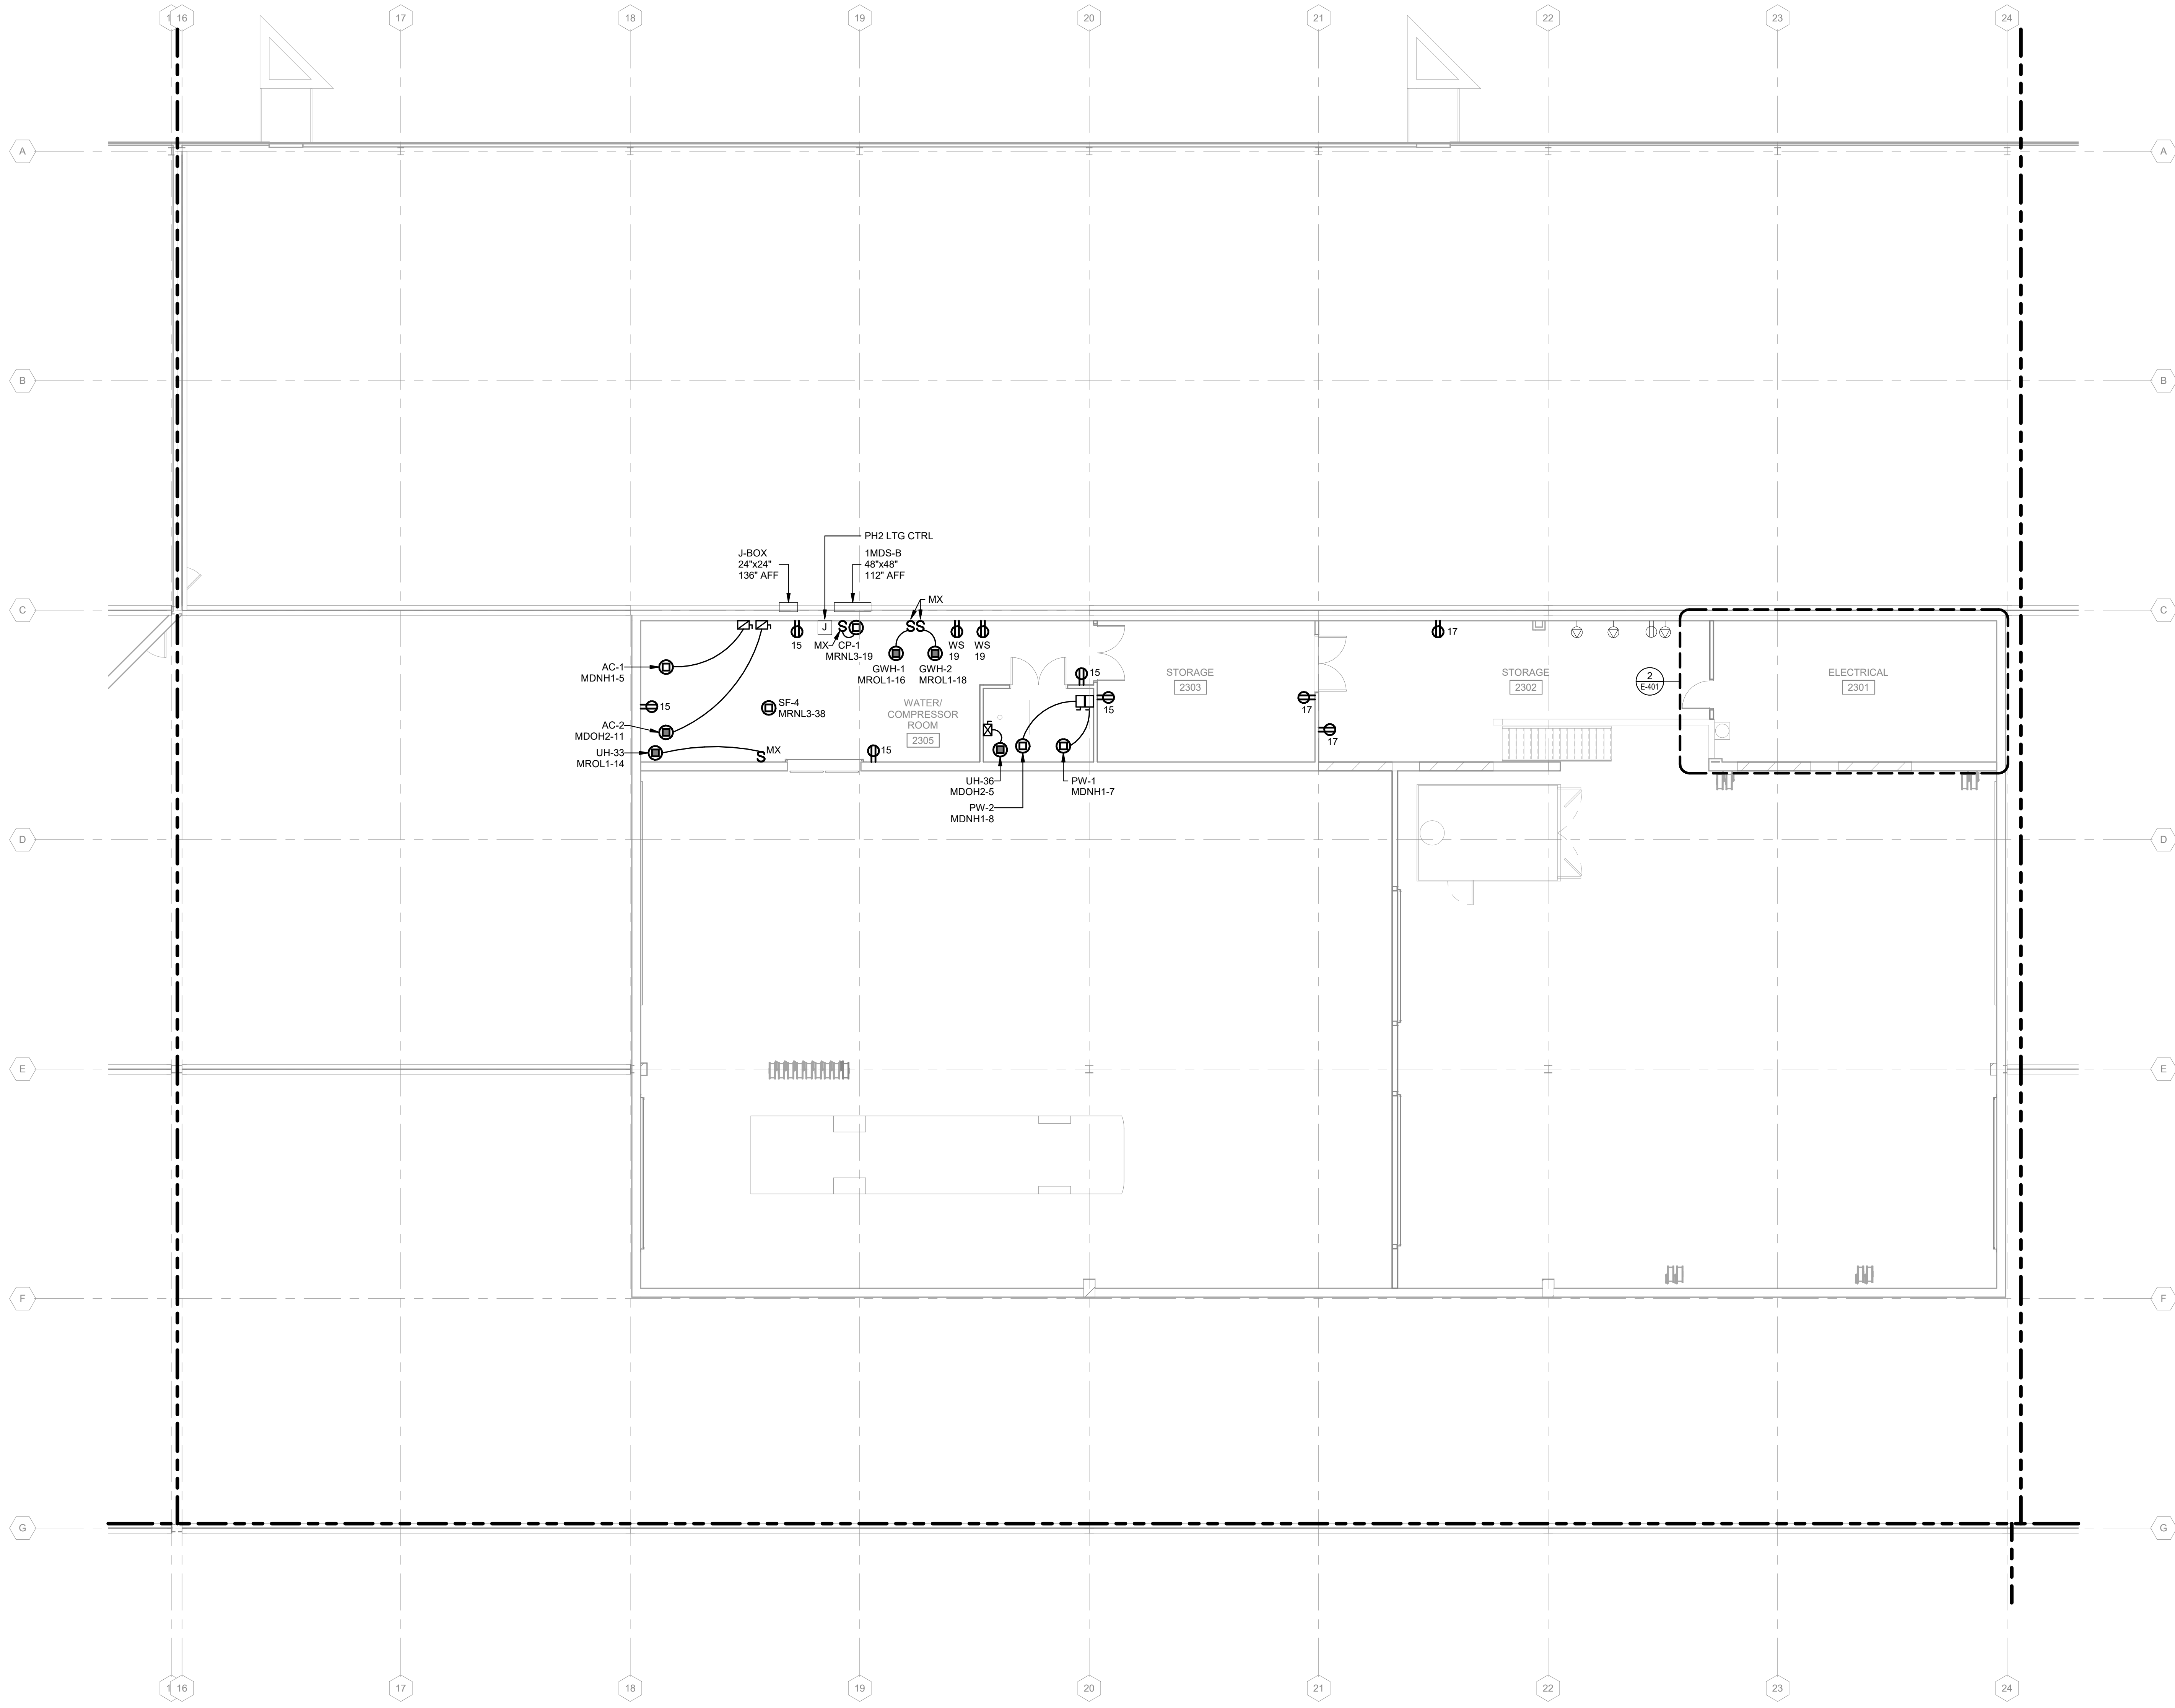 16
17
18
19
20
21
22
23
24
A
A
B
B
PH2 LTG CTRL
J-BOX
24"x24"
136" AFF
1MDS-B
48"x48"
112" AFF
C
C
MX
J
15
MX
CP-1
MRNL3-19
WS
19
WS
19
17
AC-1
MDNH1-5
GWH-1
MROL1-16
GWH-2
MROL1-18
15
STORAGE
2303
STORAGE
2302
2
E-401
ELECTRICAL
2301
15
SF-4
MRNL3-38
WATER/
COMPRESSOR
ROOM
2305
15
17
AC-2
MDOH2-11
17
UH-33
MROL1-14
MX
15
UH-36
MDOH2-5
PW-1
MDNH1-7
PW-2
MDNH1-8
D
D
E
E
F
F
G
G
16
17
18
19
20
21
22
23
24